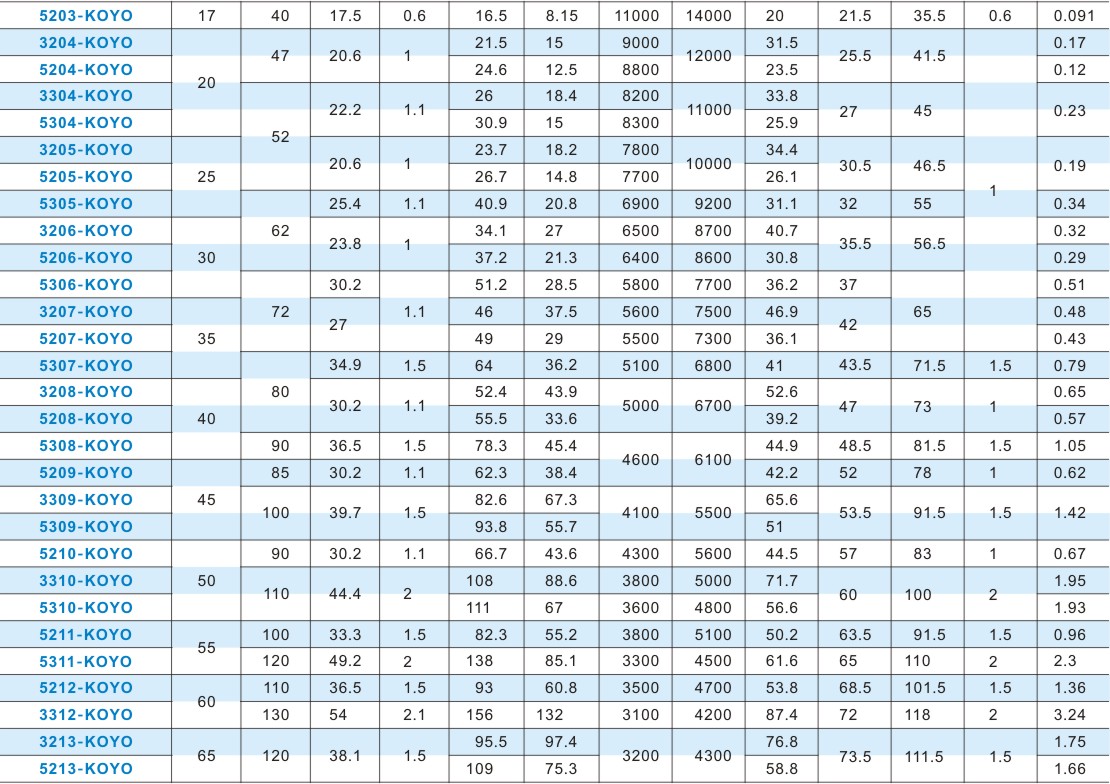 5203-KOYO 17 40 17.5 0.6 16.5 8.15 11000 14000 20 21.5 35.5 0.6 0.091
3204-KOYO 20 47 20.6 1 21.5 15 9000 12000 31.5 25.5 41.5 1 0.17
5204-KOYO 24.6 12.5 8800 23.5 0.12
3304-KOYO 52 22.2 1.1 26 18.4 8200 11000 33.8 27 45 0.23
5304-KOYO 30.9 15 8300 25.9
3205-KOYO 25 20.6 1 23.7 18.2 7800 10000 34.4 30.5 46.5 0.19
5205-KOYO 26.7 14.8 7700 26.1
5305-KOYO 62 25.4 1.1 40.9 20.8 6900 9200 31.1 32 55 0.34
3206-KOYO 30 23.8 1 34.1 27 6500 8700 40.7 35.5 56.5 0.32
5206-KOYO 37.2 21.3 6400 8600 30.8 0.29
5306-KOYO 72 30.2 1.1 51.2 28.5 5800 7700 36.2 37 65 0.51
3207-KOYO 35 27 46 37.5 5600 7500 46.9 42 0.48
5207-KOYO 49 29 5500 7300 36.1 0.43
5307-KOYO 80 34.9 1.5 64 36.2 5100 6800 41 43.5 71.5 1.5 0.79
3208-KOYO 40 30.2 1.1 52.4 43.9 5000 6700 52.6 47 73 1 0.65
5208-KOYO 55.5 33.6 39.2 0.57
5308-KOYO 90 36.5 1.5 78.3 45.4 4600 6100 44.9 48.5 81.5 1.5 1.05
5209-KOYO 45 85 30.2 1.1 62.3 38.4 42.2 52 78 1 0.62
3309-KOYO 100 39.7 1.5 82.6 67.3 4100 5500 65.6 53.5 91.5 1.5 1.42
5309-KOYO 93.8 55.7 51
5210-KOYO 50 90 30.2 1.1 66.7 43.6 4300 5600 44.5 57 83 1 0.67
3310-KOYO 110 44.4 2 108 88.6 3800 5000 71.7 60 100 2 1.95
5310-KOYO 111 67 3600 4800 56.6 1.93
5211-KOYO 55 100 33.3 1.5 82.3 55.2 3800 5100 50.2 63.5 91.5 1.5 0.96
5311-KOYO 120 49.2 2 138 85.1 3300 4500 61.6 65 110 2 2.3
5212-KOYO 60 110 36.5 1.5 93 60.8 3500 4700 53.8 68.5 101.5 1.5 1.36
3312-KOYO 130 54 2.1 156 132 3100 4200 87.4 72 118 2 3.24
3213-KOYO 65 120 38.1 1.5 95.5 97.4 3200 4300 76.8 73.5 111.5 1.5 1.75
5213-KOYO 109 75.3 58.8 1.66